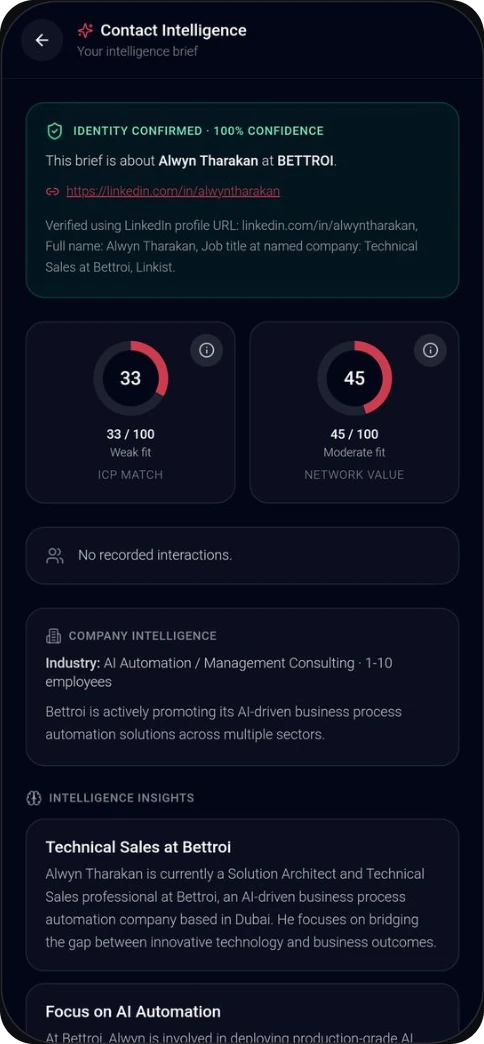 Contact Intelligence
Your intelligence brief
IDENTITY CONFIRMED · 100% CONFIDENCE
This brief is about Alwyn Tharakan at BETTROI.
https://linkedin.com/in/alwyntharakan
Verified using LinkedIn profile URL: linkedin.com/in/alwyntharakan,
Full name: Alwyn Tharakan, Job title at named company: Technical
Sales at Bettroi, Linkist.
33
33 / 100
Weak fit
ICP MATCH
45
45 / 100
Moderate fit
NETWORK VALUE
No recorded interactions.
COMPANY INTELLIGENCE
Industry: AI Automation / Management Consulting · 1-10
employees
Bettroi is actively promoting its AI-driven business process
automation solutions across multiple sectors.
INTELLIGENCE INSIGHTS
Technical Sales at Bettroi
Alwyn Tharakan is currently a Solution Architect and Technical
Sales professional at Bettroi, an AI-driven business process
automation company based in Dubai. He focuses on bridging
the gap between innovative technology and business outcomes.
Focus on AI Automation
At Bettroi, Alwyn is involved in deploying production-grade AI